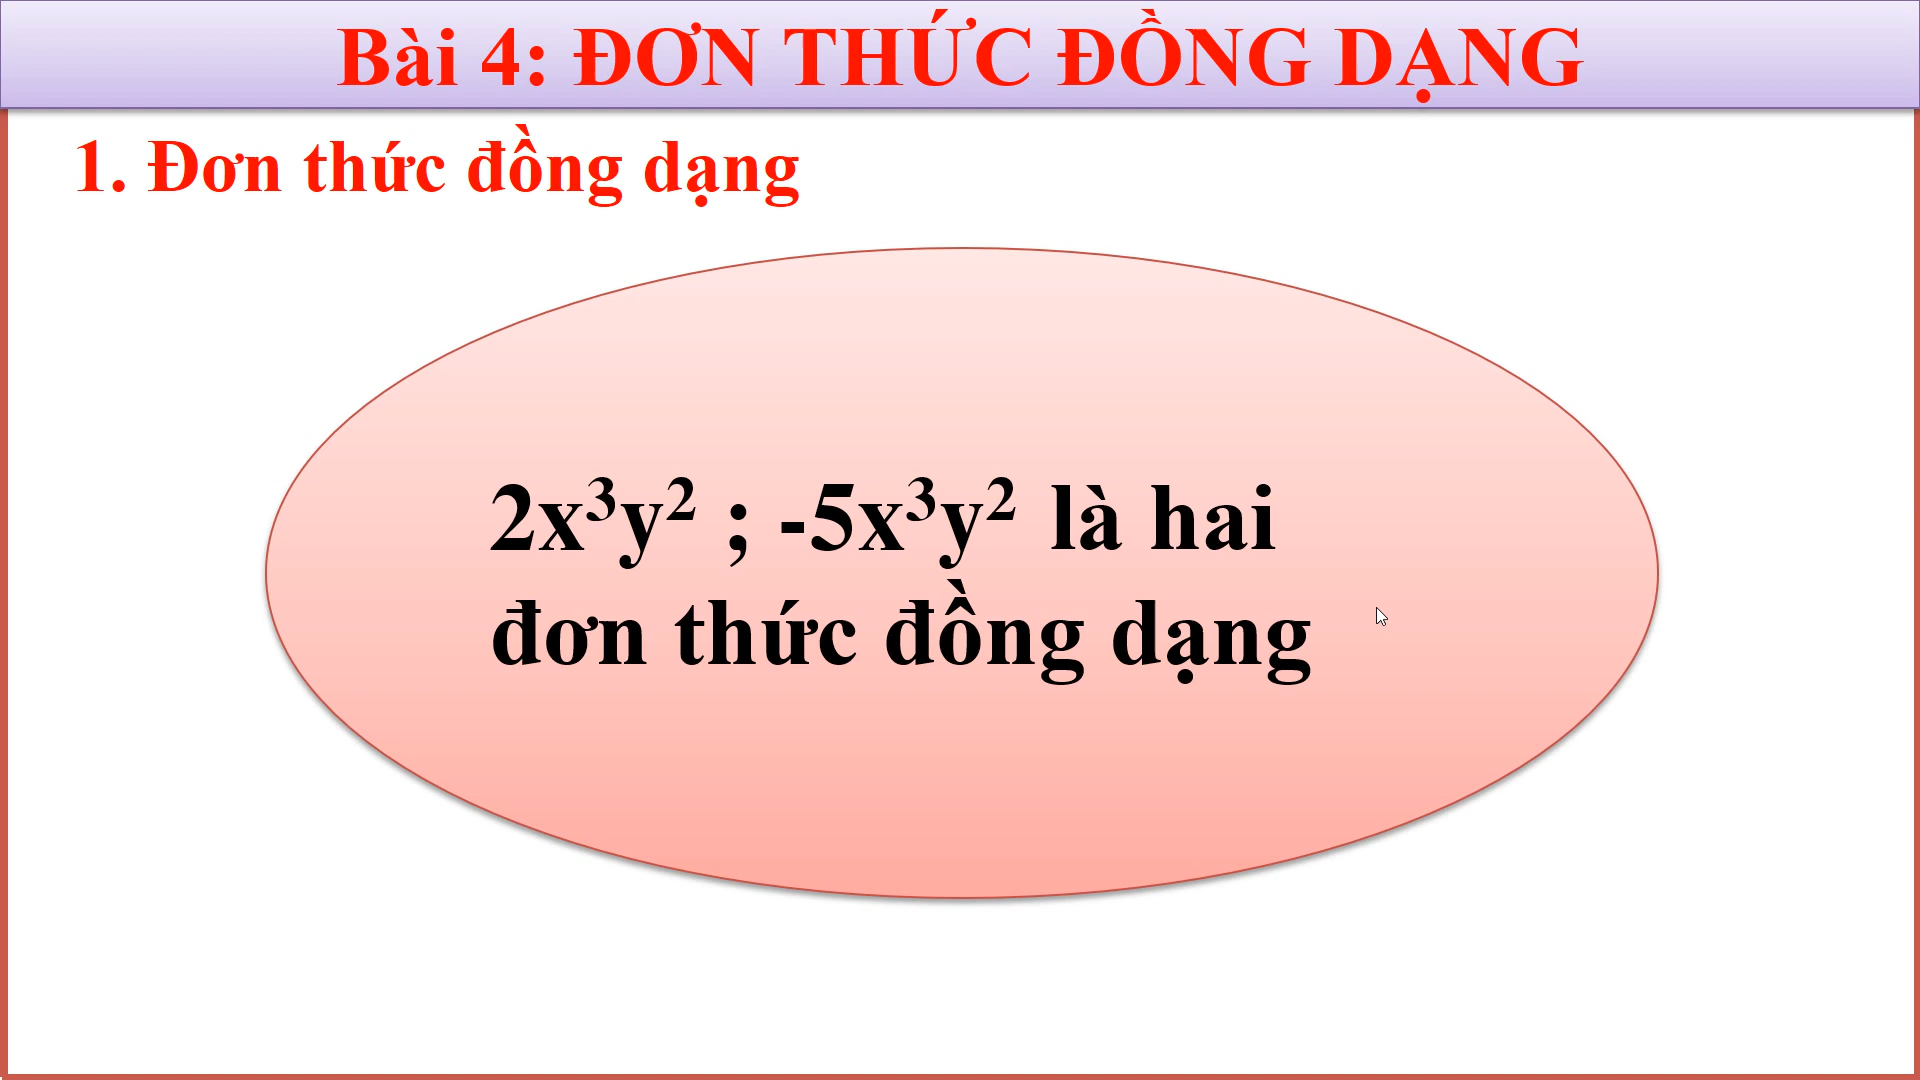 Bài 4: ĐƠN THỨC ĐỒNG DẠNG
1. Đơn thức đồng dạng
2x³y² ; -5x³y² là hai
đơn thức đồng dạng